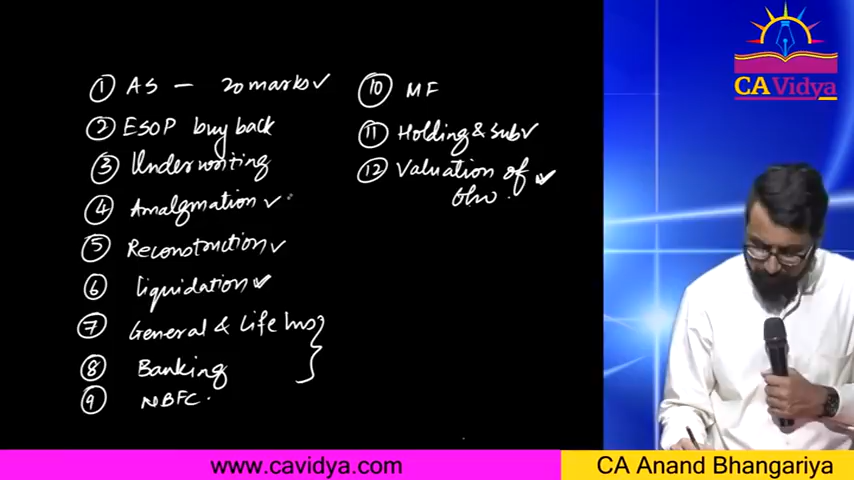 ① AS — 20 marks ✓
② ESOP buy back
③ Underwriting
④ Amalgmation ✓
⑤ Reconstruction ✓
⑥ Liquidation ✓
⑦ General & Life Ins
⑧ Banking
⑨ NBFC.
⑩ MF
⑪ Holding & Sub ✓
⑫ Valuation of ✓
CA Vidya
www.cavidya.com
CA Anand Bhangariya